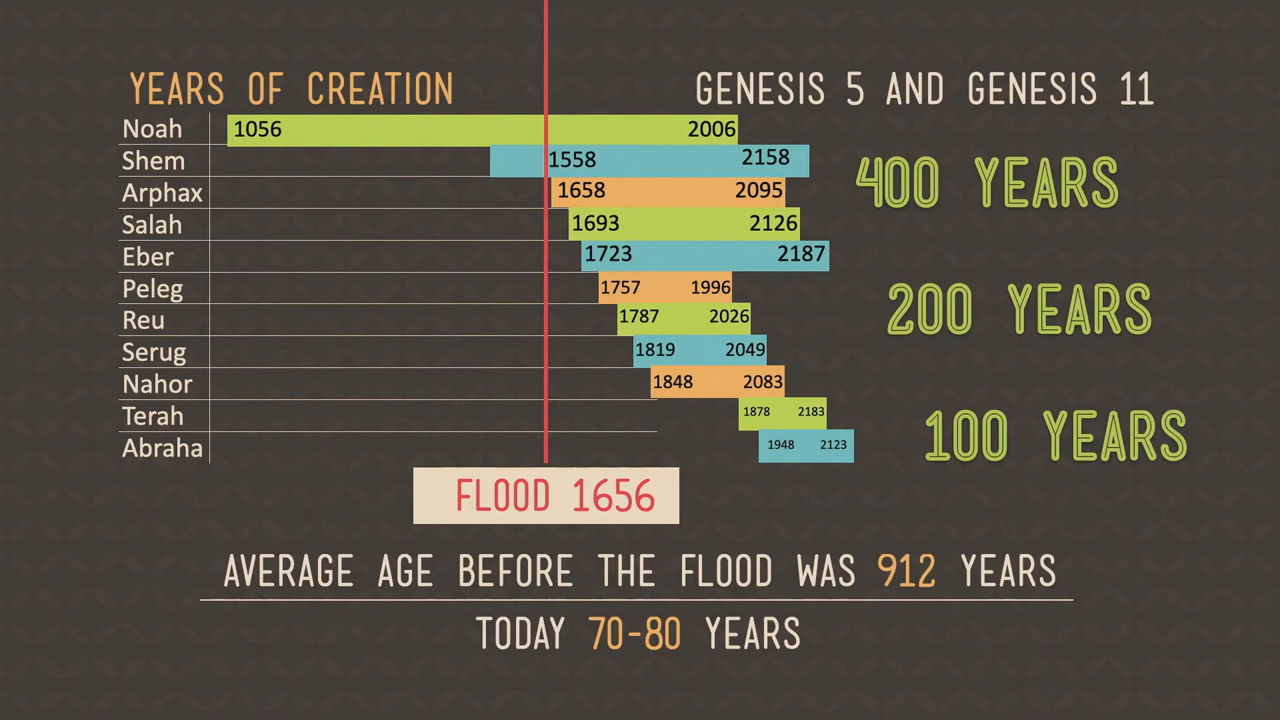 YEARS OF CREATION
GENESIS 5 AND GENESIS 11
Noah 1056 2006
Shem 1558 2158
Arphax 1658 2095
400 YEARS
Salah 1693 2126
Eber 1723 2187
Peleg 1757 1996
200 YEARS
Reu 1787 2026
Serug 1819 2049
Nahor 1848 2083
Terah 1878 2183
100 YEARS
Abraha 1948 2123
FLOOD 1656
AVERAGE AGE BEFORE THE FLOOD WAS 912 YEARS
TODAY 70-80 YEARS